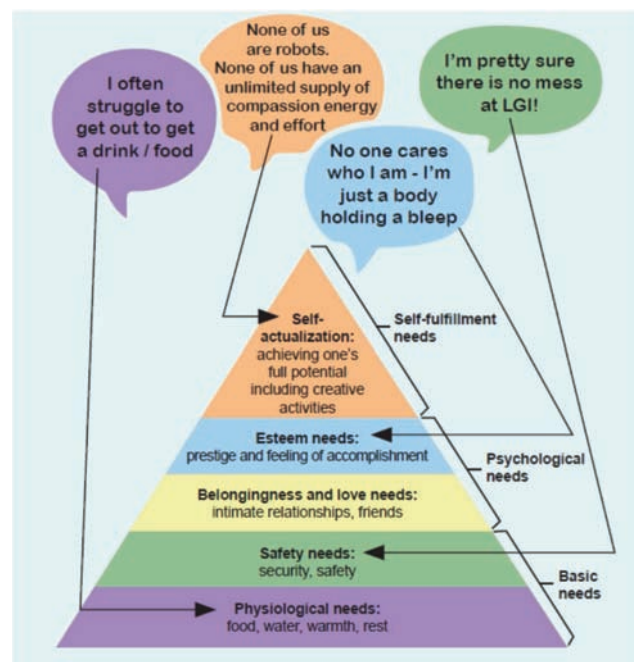 I often
struggle to
get out to get
a drink / food
None of us
are robots.
None of us have an
unlimited supply of
compassion energy
and effort
No one cares
who I am - I'm
just a body
holding a bleep
I'm pretty sure
there is no mess
at LGI!
Self-
actualization:
achieving one's
full potential
including creative
activities
Esteem needs:
prestige and feeling of accomplishment
Belongingness and love needs:
intimate relationships, friends
Safety needs:
security, safety
Physiological needs:
food, water, warmth, rest
Self-fulfillment
needs
Psychological
needs
Basic
needs